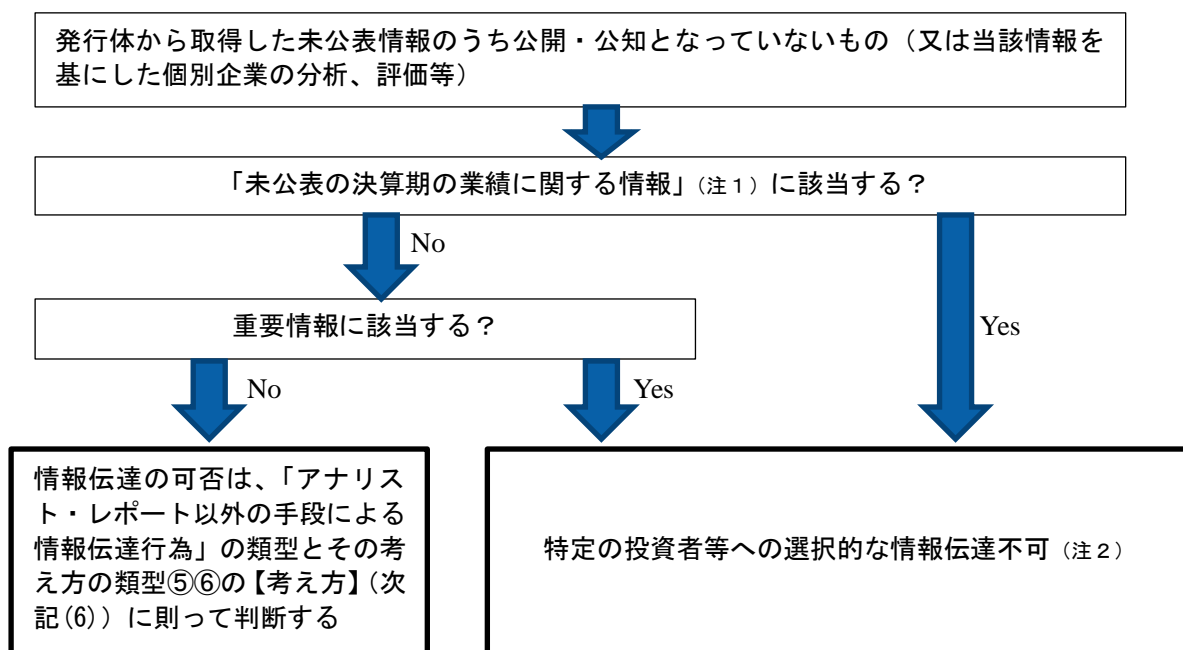 発行体から取得した未公表情報のうち公開・公知となっていないもの（又は当該情報を
基にした個別企業の分析、評価等）
「未公表の決算期の業績に関する情報」（注１）に該当する？
No
重要情報に該当する？
Yes
No
Yes
情報伝達の可否は、「アナリス
ト・レポート以外の手段による
情報伝達行為」の類型とその考
え方の類型⑤⑥の【考え方】（次
記(6)）に則って判断する
特定の投資者等への選択的な情報伝達不可（注２）